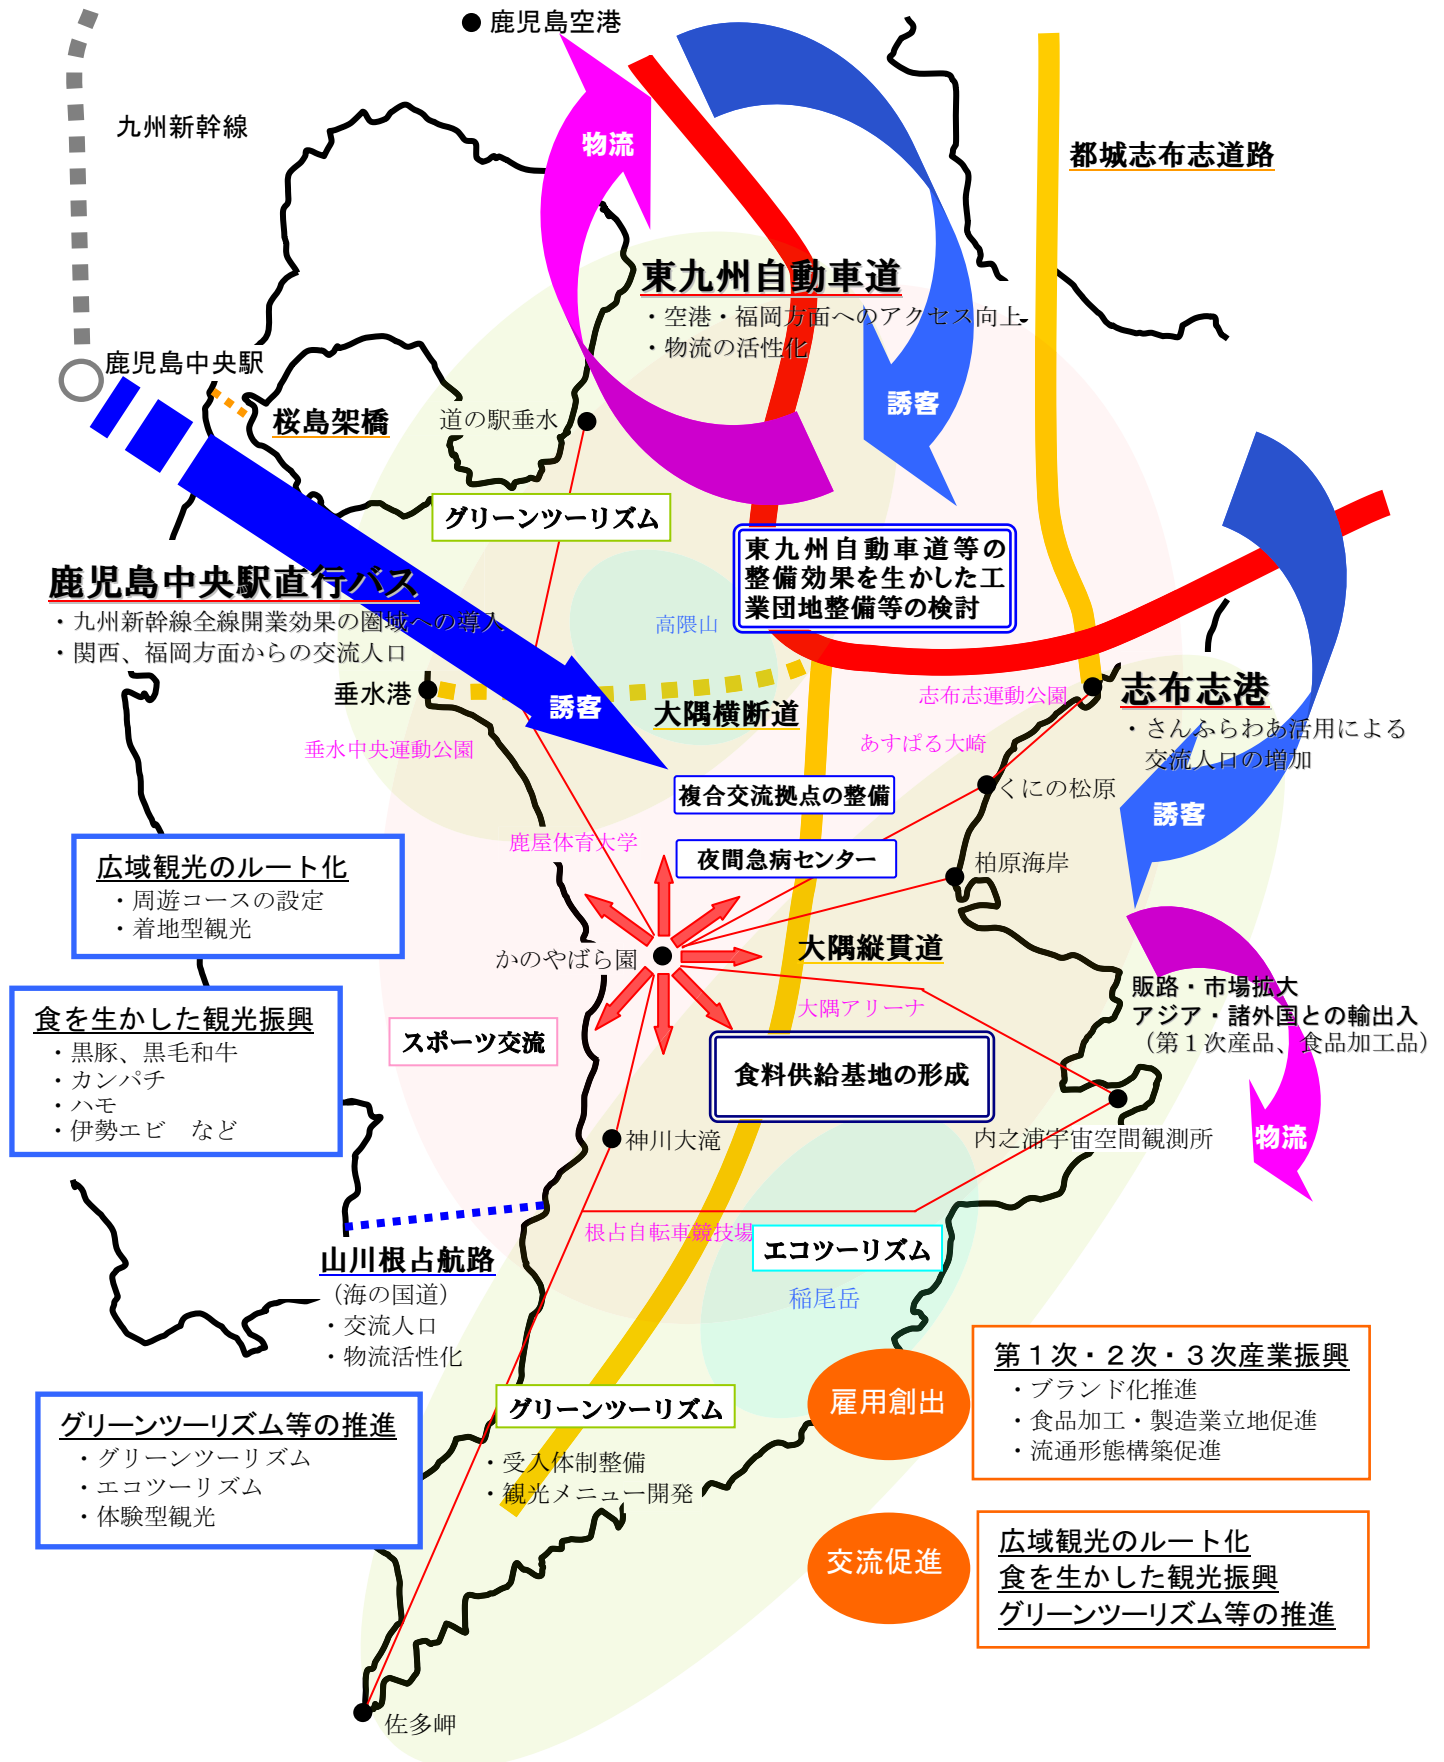 鹿児島空港
九州新幹線
物流
都城志布志道路
東九州自動車道
・空港・福岡方面へのアクセス向上
・物流の活性化
鹿児島中央駅
桜島架橋
道の駅垂水
誘客
グリーンツーリズム
東九州自動車道等の
整備効果を生かした工
業団地整備等の検討
鹿児島中央駅直行バス
・九州新幹線全線開業効果の圏域への導入
・関西、福岡方面からの交流人口
高隈山
垂水港
誘客
大隅横断道
志布志運動公園
志布志港
・さんふらわあ活用による
交流人口の増加
垂水中央運動公園
あすぱる大崎
複合交流拠点の整備
くにの松原
誘客
鹿屋体育大学
夜間急病センター
柏原海岸
広域観光のルート化
・周遊コースの設定
・着地型観光
かのやばら園
大隅縦貫道
大隅アリーナ
販路・市場拡大
アジア・諸外国との輸出入
（第１次産品、食品加工品）
食を生かした観光振興
・黒豚、黒毛和牛
・カンパチ
・ハモ
・伊勢エビ　など
スポーツ交流
食料供給基地の形成
神川大滝
内之浦宇宙空間観測所
物流
根占自転車競技場
エコツーリズム
山川根占航路
（海の国道）
・交流人口
・物流活性化
稲尾岳
グリーンツーリズム等の推進
・グリーンツーリズム
・エコツーリズム
・体験型観光
グリーンツーリズム
・受入体制整備
・観光メニュー開発
雇用創出
第１次・２次・３次産業振興
・ブランド化推進
・食品加工・製造業立地促進
・流通形態構築促進
交流促進
広域観光のルート化
食を生かした観光振興
グリーンツーリズム等の推進
佐多岬